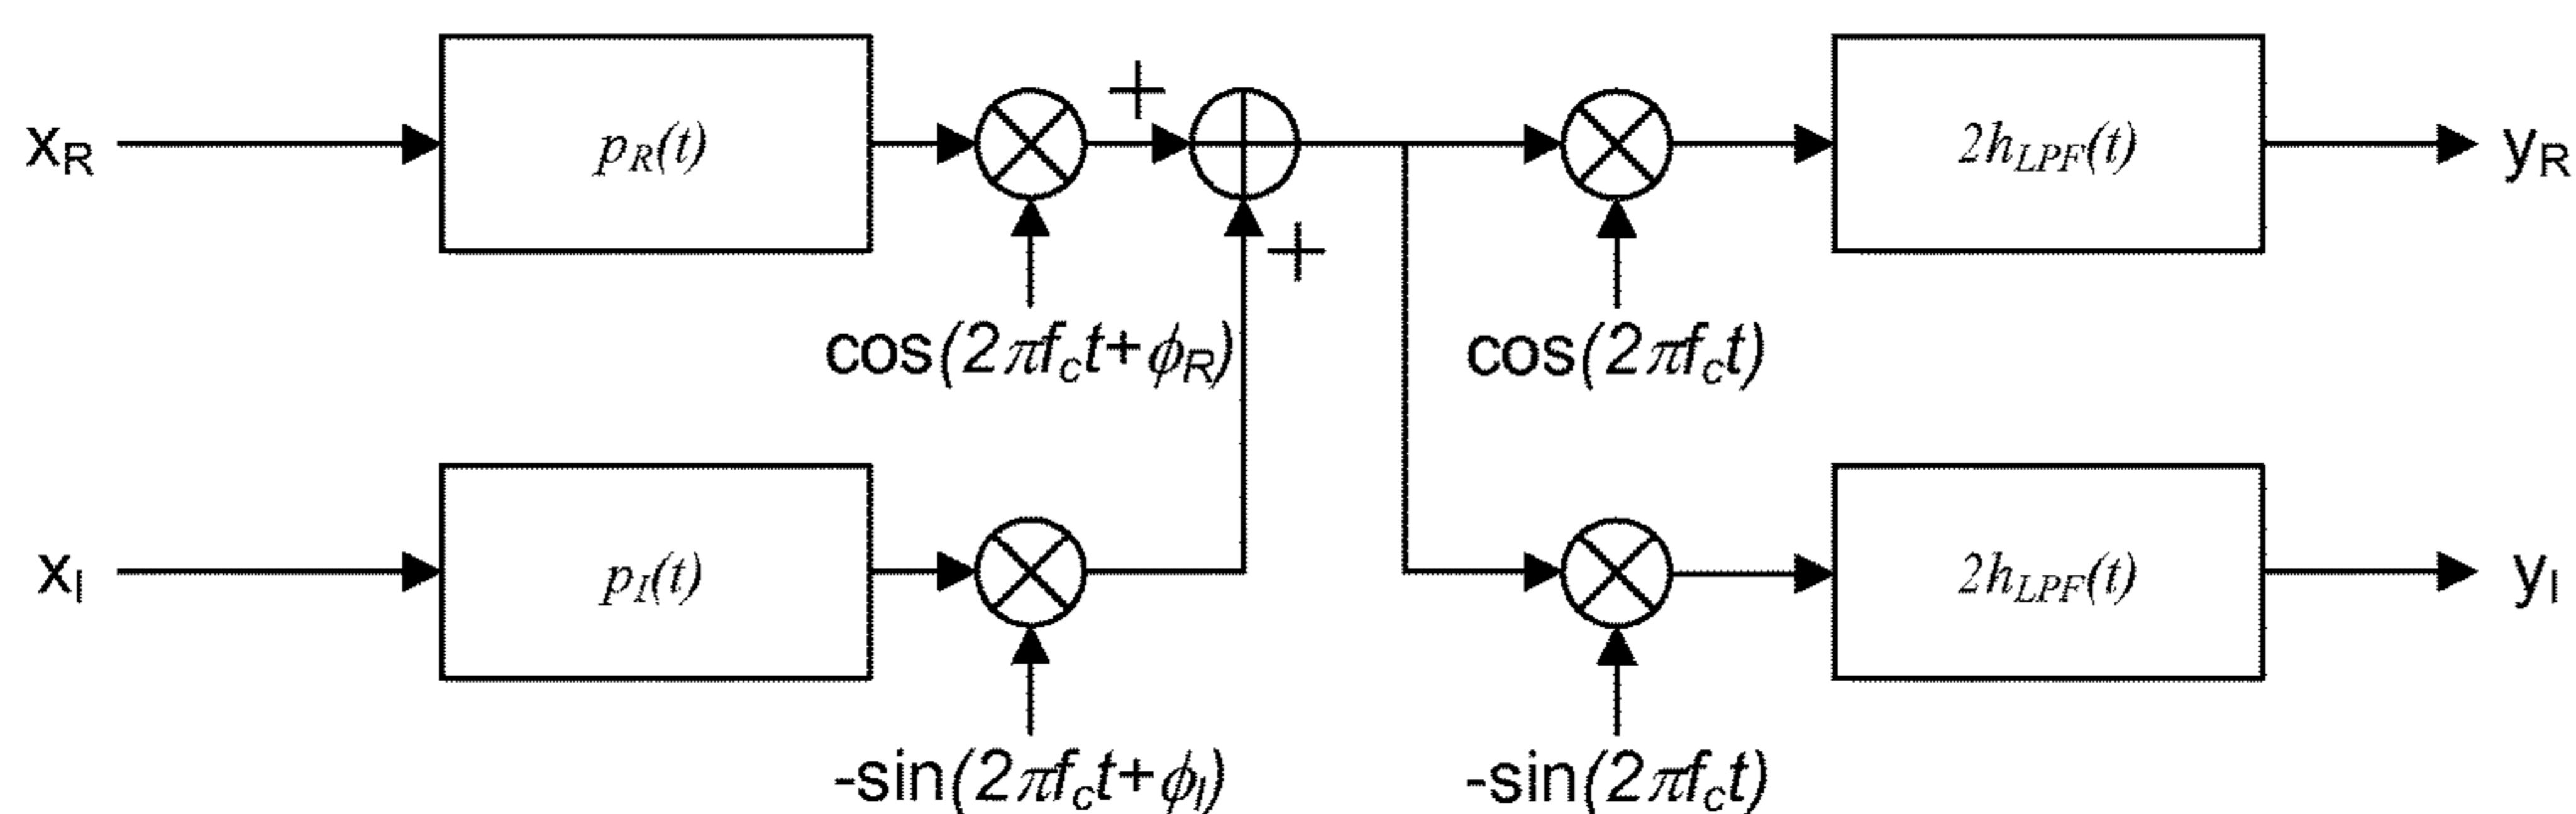 x_R
p_R(t)
+
2h_LPF(t)
y_R
+
cos(2πf_ct+ϕ_R)
cos(2πf_ct)
x_I
p_I(t)
2h_LPF(t)
y_I
-sin(2πf_ct+ϕ_I)
-sin(2πf_ct)